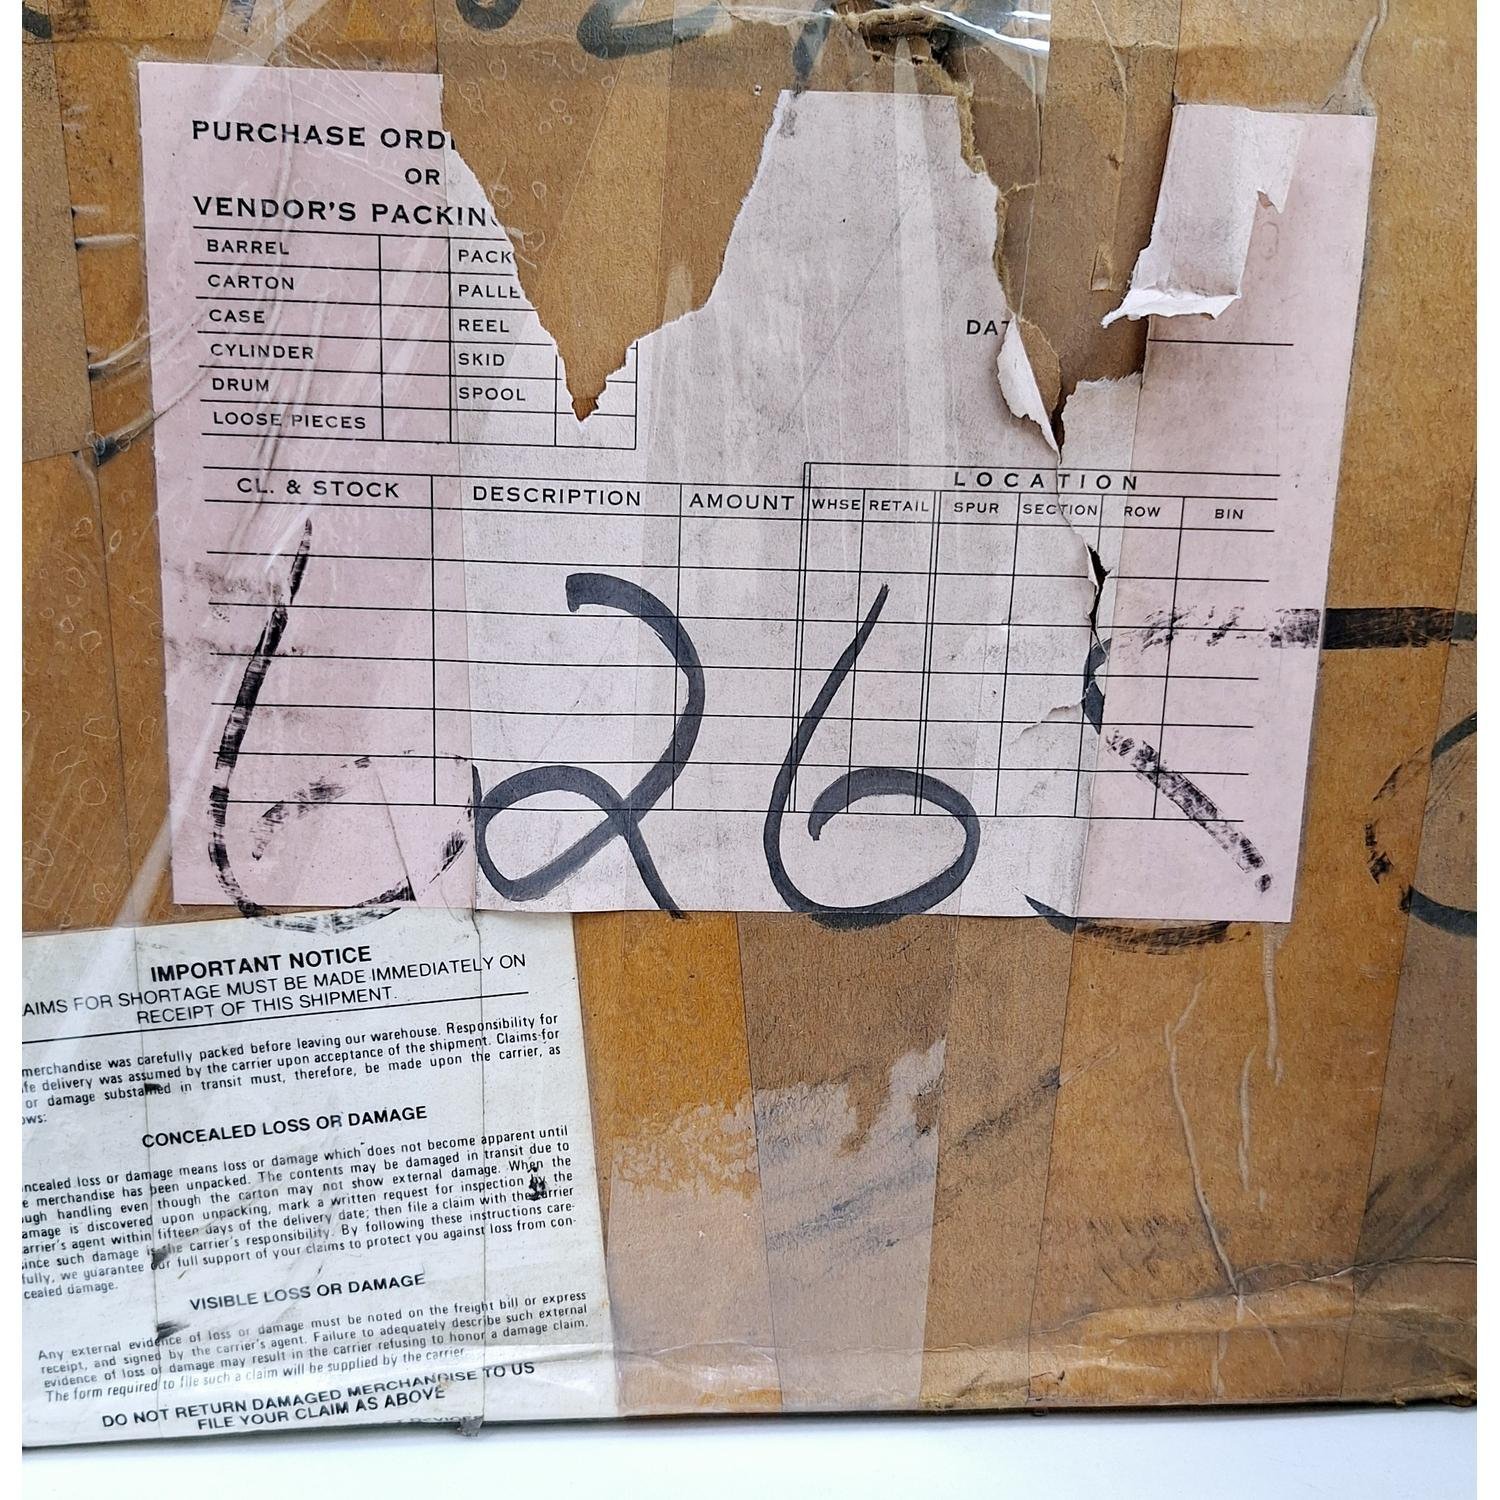 PURCHASE ORD
OR
VENDOR'S PACKING
BARREL PACK
CARTON PALLE
CASE REEL
CYLINDER SKID
DRUM SPOOL
LOOSE PIECES
DAT
LOCATION
CL. & STOCK DESCRIPTION AMOUNT WHSE RETAIL SPUR SECTION ROW BIN
6265
IMPORTANT NOTICE
AIMS FOR SHORTAGE MUST BE MADE IMMEDIATELY ON
RECEIPT OF THIS SHIPMENT.
merchandise was carefully packed before leaving our warehouse. Responsibility for
fe delivery was assumed by the carrier upon acceptance of the shipment. Claims for
or damage substained in transit must, therefore, be made upon the carrier, as
ows:
CONCEALED LOSS OR DAMAGE
ncealed loss or damage means loss or damage which does not become apparent until
e merchandise has been unpacked. The contents may be damaged in transit due to
ugh handling even though the carton may not show external damage. When the
amage is discovered upon unpacking, mark a written request for inspection by the
arrier's agent within fifteen days of the delivery date; then file a claim with the carrier
ince such damage is the carrier's responsibility. By following these instructions care-
fully, we guarantee our full support of your claims to protect you against loss from con-
cealed damage.
VISIBLE LOSS OR DAMAGE
Any external evidence of loss or damage must be noted on the freight bill or express
receipt, and signed by the carrier's agent. Failure to adequately describe such external
evidence of loss or damage may result in the carrier refusing to honor a damage claim.
The form required to file such a claim will be supplied by the carrier.
DO NOT RETURN DAMAGED MERCHANDISE TO US
FILE YOUR CLAIM AS ABOVE